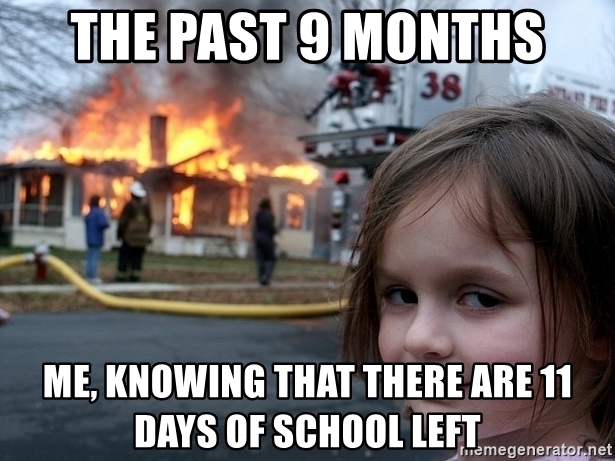 THE PAST 9 MONTHS
38
ME, KNOWING THAT THERE ARE 11
DAYS OF SCHOOL LEFT
memegenerator.net